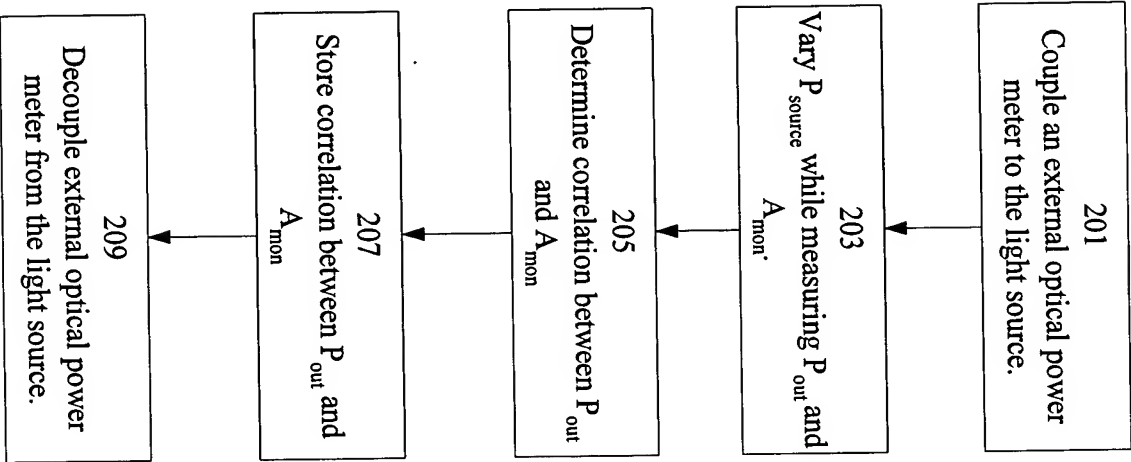 201
Couple an external optical power
meter to the light source.
203
Vary P_source while measuring P_out and
A_mon.
205
Determine correlation between P_out
and A_mon
207
Store correlation between P_out and
A_mon
209
Decouple external optical power
meter from the light source.